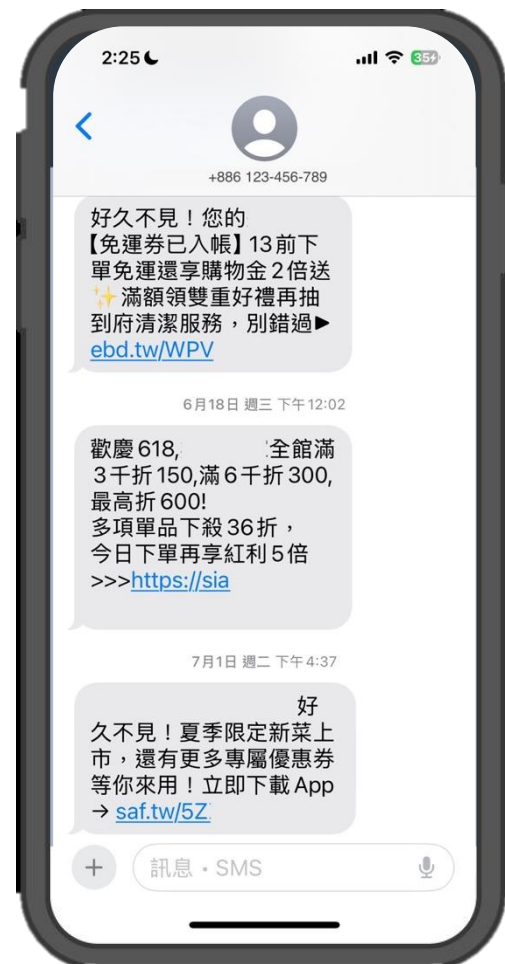 2:25
35
+886 123-456-789
好久不見！您的
【免運券已入帳】13前下
單免運還享購物金2倍送
✨滿額領雙重好禮再抽
到府清潔服務，別錯過►
ebd.tw/WPV
6月18日 週三 下午12:02
歡慶618, 全館滿
3千折150,滿6千折300,
最高折600!
多項單品下殺36折，
今日下單再享紅利5倍
>>>https://sia
7月1日 週二 下午4:37
好
久不見！夏季限定新菜上
市，還有更多專屬優惠券
等你來用！立即下載App
→ saf.tw/5Z
訊息・SMS